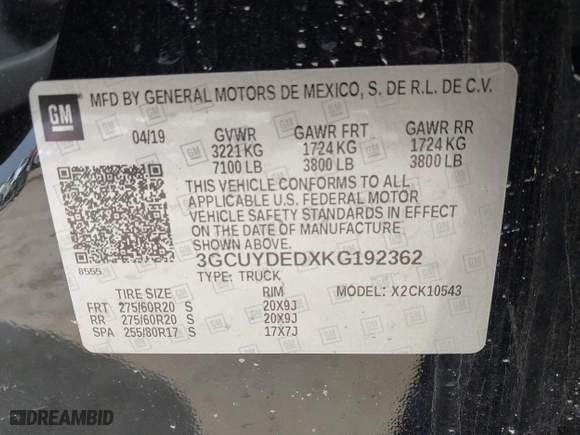 GM MFD BY GENERAL MOTORS DE MEXICO, S. DE R.L. DE C.V.
04/19 GVWR GAWR FRT GAWR RR
3221 KG 1724 KG 1724 KG
7100 LB 3800 LB 3800 LB
THIS VEHICLE CONFORMS TO ALL
APPLICABLE U.S. FEDERAL MOTOR
VEHICLE SAFETY STANDARDS IN EFFECT
ON THE DATE OF MANUFACTURE
SHOWN ABOVE.
8555 3GCUYDEDXKG192362
TYPE: TRUCK MODEL: X2CK10543
TIRE SIZE RIM
FRT 275/60R20 S 20X9J
RR 275/60R20 S 20X9J
SPA 255/80R17 S 17X7J
DREAMBID